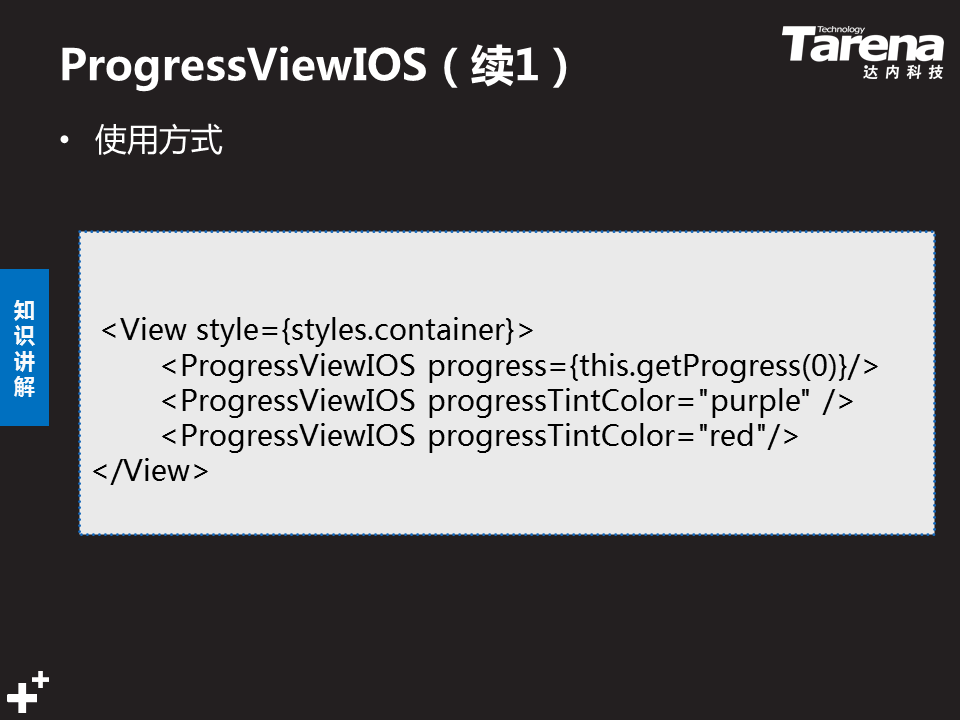 ProgressViewIOS（续1）
Technology
Tarena
达内科技
• 使用方式
知识讲解
<View style={styles.container}>
<ProgressViewIOS progress={this.getProgress(0)}/>
<ProgressViewIOS progressTintColor="purple" />
<ProgressViewIOS progressTintColor="red"/>
</View>